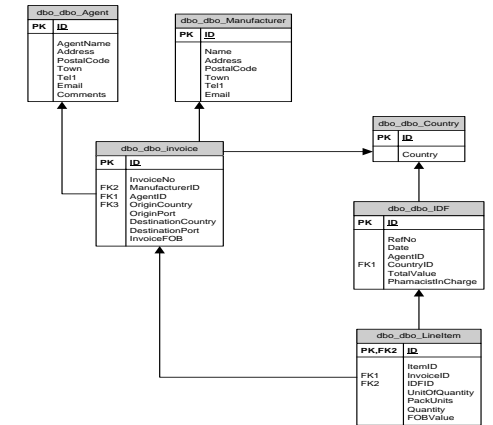 dbo_dbo_Agent
PK ID
AgentName
Address
PostalCode
Town
Tel1
Email
Comments
dbo_dbo_Manufacturer
PK ID
Name
Address
PostalCode
Town
Tel1
Email
dbo_dbo_Country
PK ID
Country
dbo_dbo_invoice
PK ID
InvoiceNo
FK2 ManufacturerID
FK1 AgentID
FK3 OriginCountry
OriginPort
DestinationCountry
DestinationPort
InvoiceFOB
dbo_dbo_IDF
PK ID
RefNo
Date
AgentID
FK1 CountryID
TotalValue
PhamacistInCharge
dbo_dbo_LineItem
PK,FK2 ID
ItemID
FK1 InvoiceID
FK2 IDFID
UnitOfQuantity
PackUnits
Quantity
FOBValue